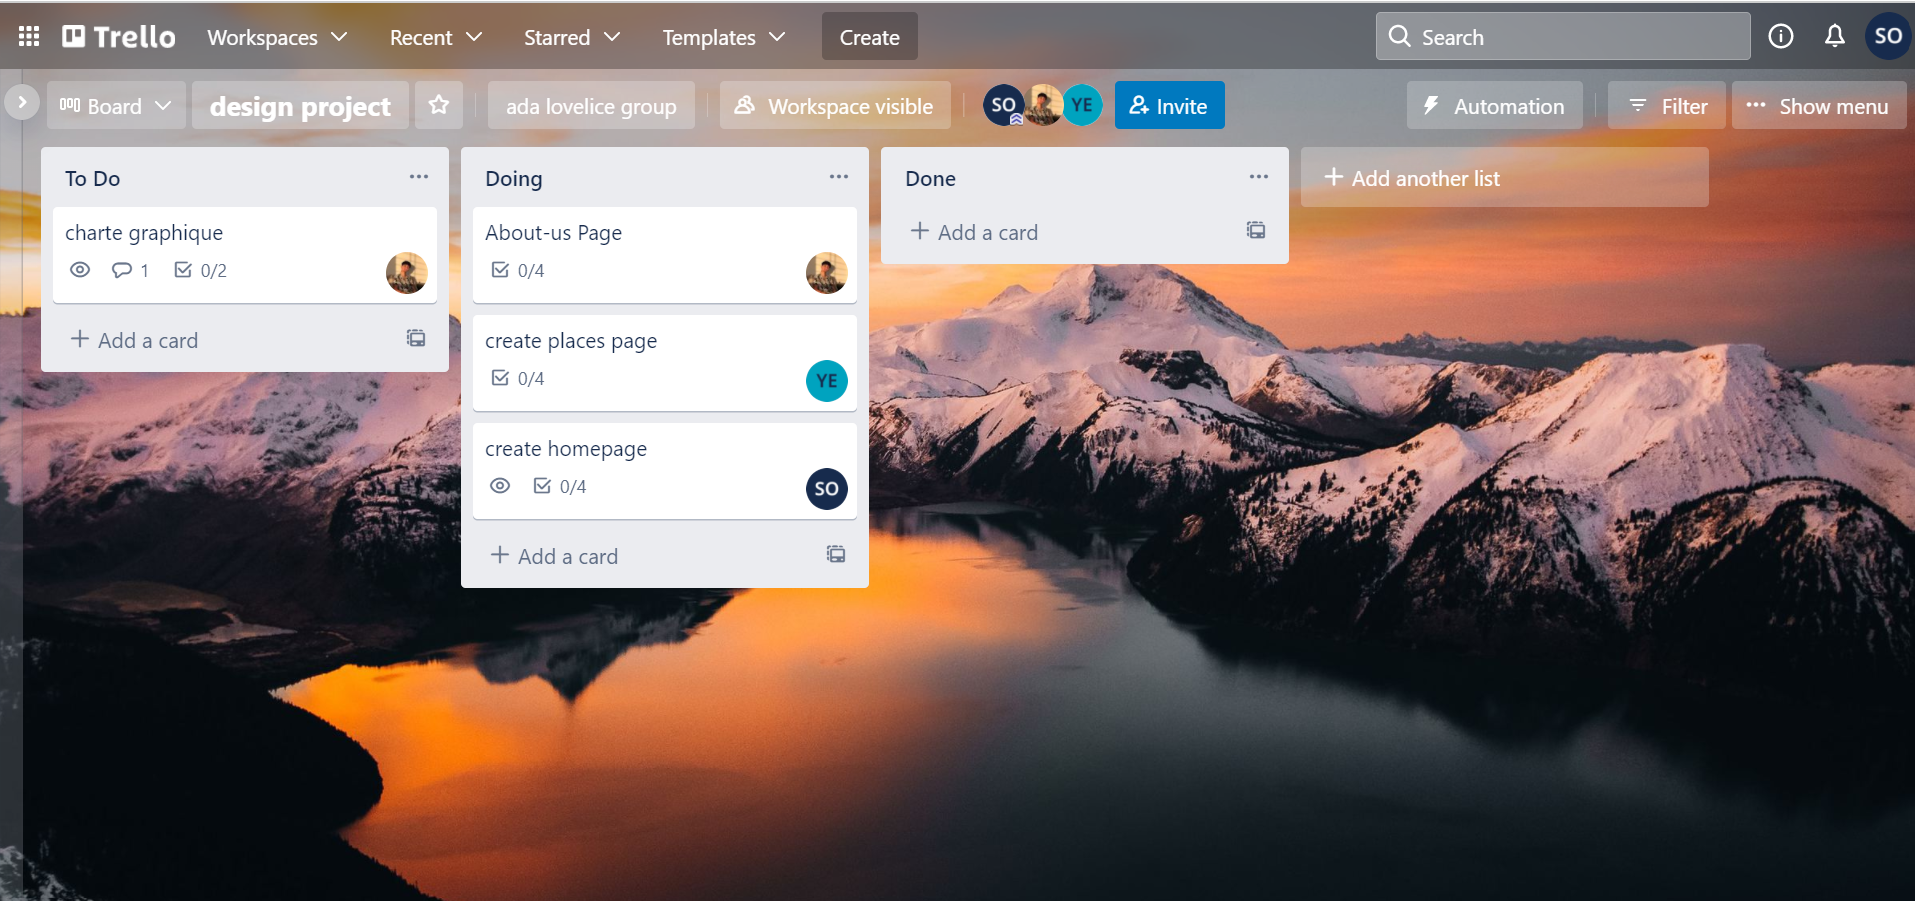 Trello Workspaces Recent Starred Templates Create Search SO
Board design project ada lovelice group Workspace visible SO YE Invite Automation Filter Show menu
To Do
charte graphique
1 0/2
Add a card
Doing
About-us Page
0/4
create places page
0/4 YE
create homepage
0/4 SO
Add a card
Done
Add a card
Add another list